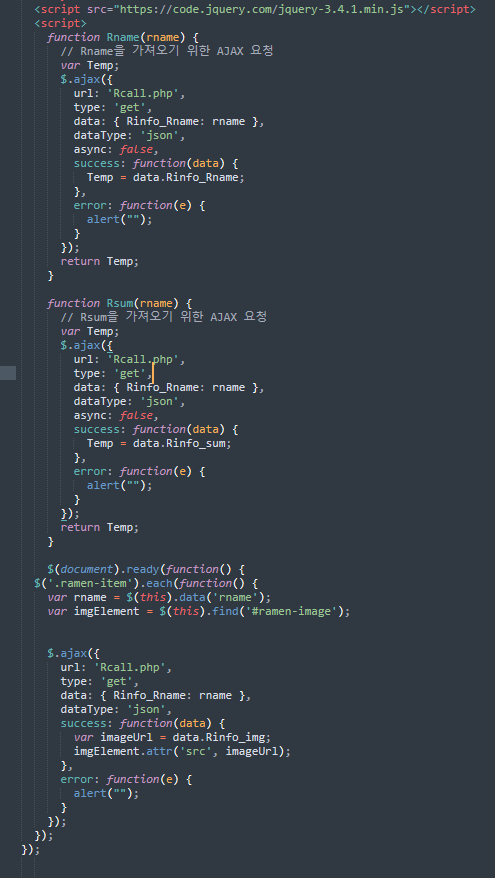 <script src="https://code.jquery.com/jquery-3.4.1.min.js"></script>
<script>
function Rname(rname) {
// Rname을 가져오기 위한 AJAX 요청
var Temp;
$.ajax({
url: 'Rcall.php',
type: 'get',
data: { Rinfo_Rname: rname },
dataType: 'json',
async: false,
success: function(data) {
Temp = data.Rinfo_Rname;
},
error: function(e) {
alert("");
}
});
return Temp;
}
function Rsum(rname) {
// Rsum을 가져오기 위한 AJAX 요청
var Temp;
$.ajax({
url: 'Rcall.php',
type: 'get',
data: { Rinfo_Rname: rname },
dataType: 'json',
async: false,
success: function(data) {
Temp = data.Rinfo_sum;
},
error: function(e) {
alert("");
}
});
return Temp;
}
$(document).ready(function() {
$('.ramen-item').each(function() {
var rname = $(this).data('rname');
var imgElement = $(this).find('#ramen-image');
$.ajax({
url: 'Rcall.php',
type: 'get',
data: { Rinfo_Rname: rname },
dataType: 'json',
success: function(data) {
var imageUrl = data.Rinfo_img;
imgElement.attr('src', imageUrl);
},
error: function(e) {
alert("");
}
});
});
});